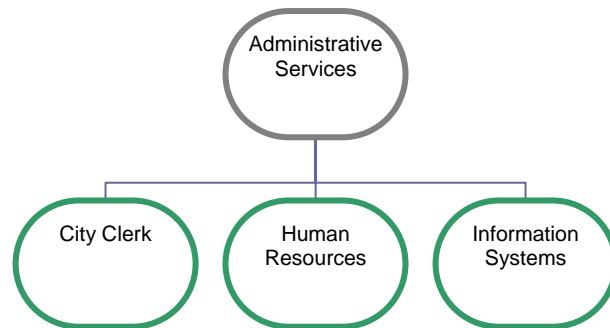 Administrative
Services
City Clerk
Human
Resources
Information
Systems